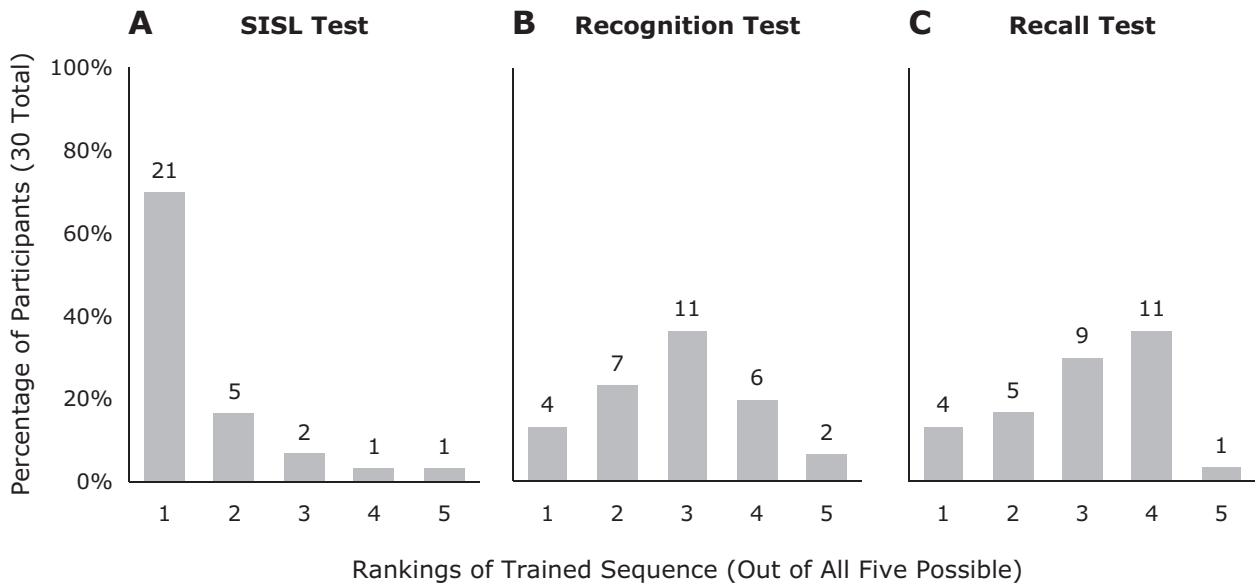 A SISL Test
B Recognition Test
C Recall Test
Percentage of Participants (30 Total)
100%
80%
60%
40%
20%
0%
21
5
2
1
1
1 2 3 4 5
4
7
11
6
2
1 2 3 4 5
4
5
9
11
1
1 2 3 4 5
Rankings of Trained Sequence (Out of All Five Possible)